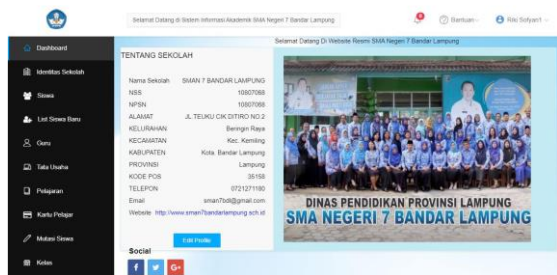 Selamat Datang di Sistem Informasi Akademik SMA Negeri 7 Bandar Lampung
Bantuan
Riki Sofyan1
Selamat Datang Di Website Resmi SMA Negeri 7 Bandar Lampung
Dashboard
Identitas Sekolah
Siswa
List Siswa Baru
Guru
Tata Usaha
Pelajaran
Kartu Pelajar
Mutasi Siswa
Kelas
TENTANG SEKOLAH
Nama Sekolah SMAN 7 BANDAR LAMPUNG
NSS 10807068
NPSN 10807068
ALAMAT JL.TEUKU CIK DITIRO NO.2
KELURAHAN Beringin Raya
KECAMATAN Kec. Kemiling
KABUPATEN Kota. Bandar Lampung
PROVINSI Lampung
KODE POS 35158
TELEPON 0721271180
Email sman7bdl@gmail.com
Website http://www.sman7bandarlampung.sch.id
Edit Profile
Social
f
G+
DINAS PENDIDIKAN PROVINSI LAMPUNG
SMA NEGERI 7 BANDAR LAMPUNG